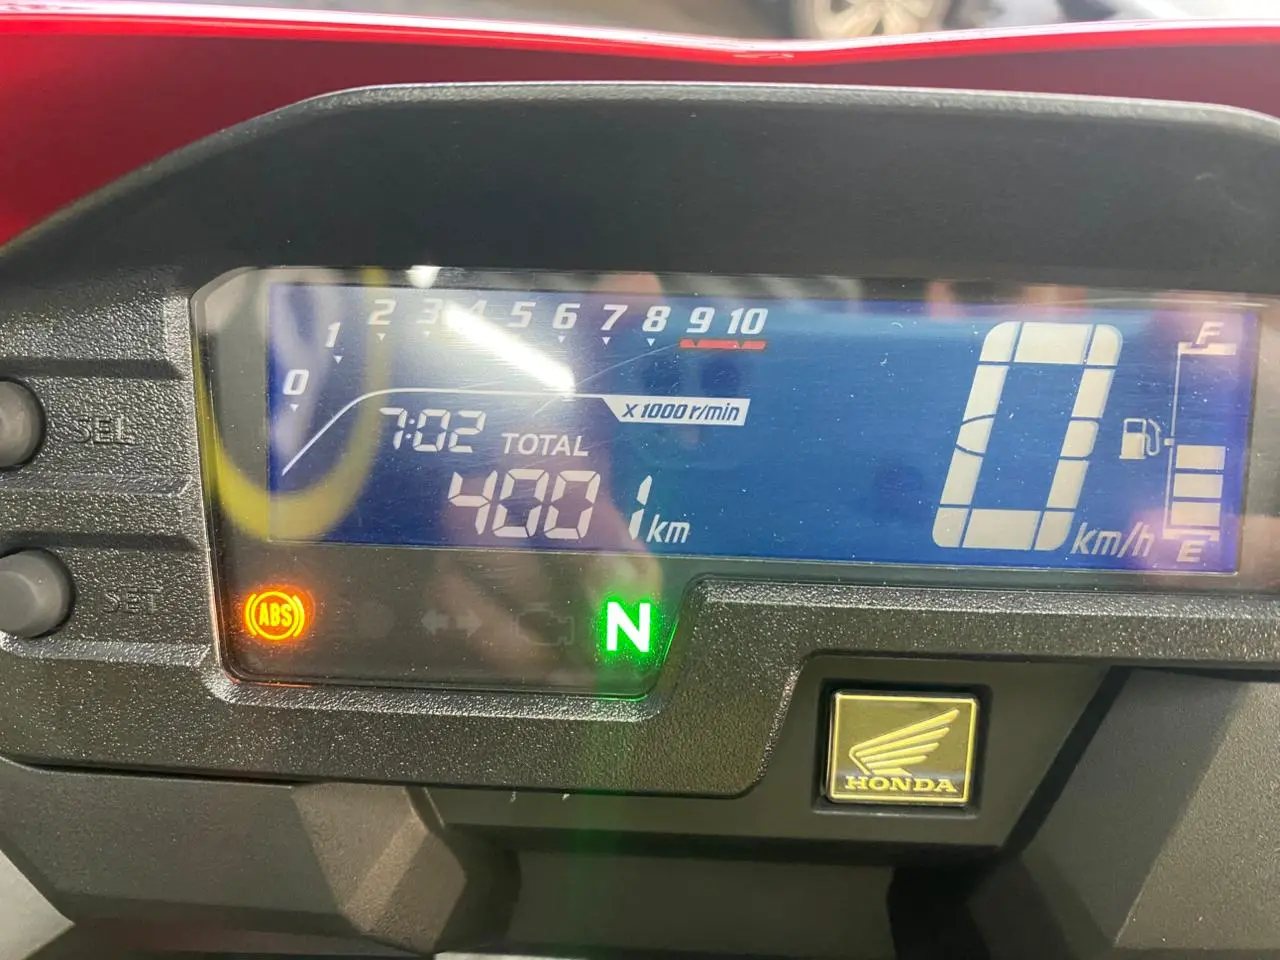 0 1 2 3 4 5 6 7 8 9 10
x1000r/min
7:02
TOTAL
4001 km
0 km/h
F
E
SEL
SET
ABS
N
HONDA